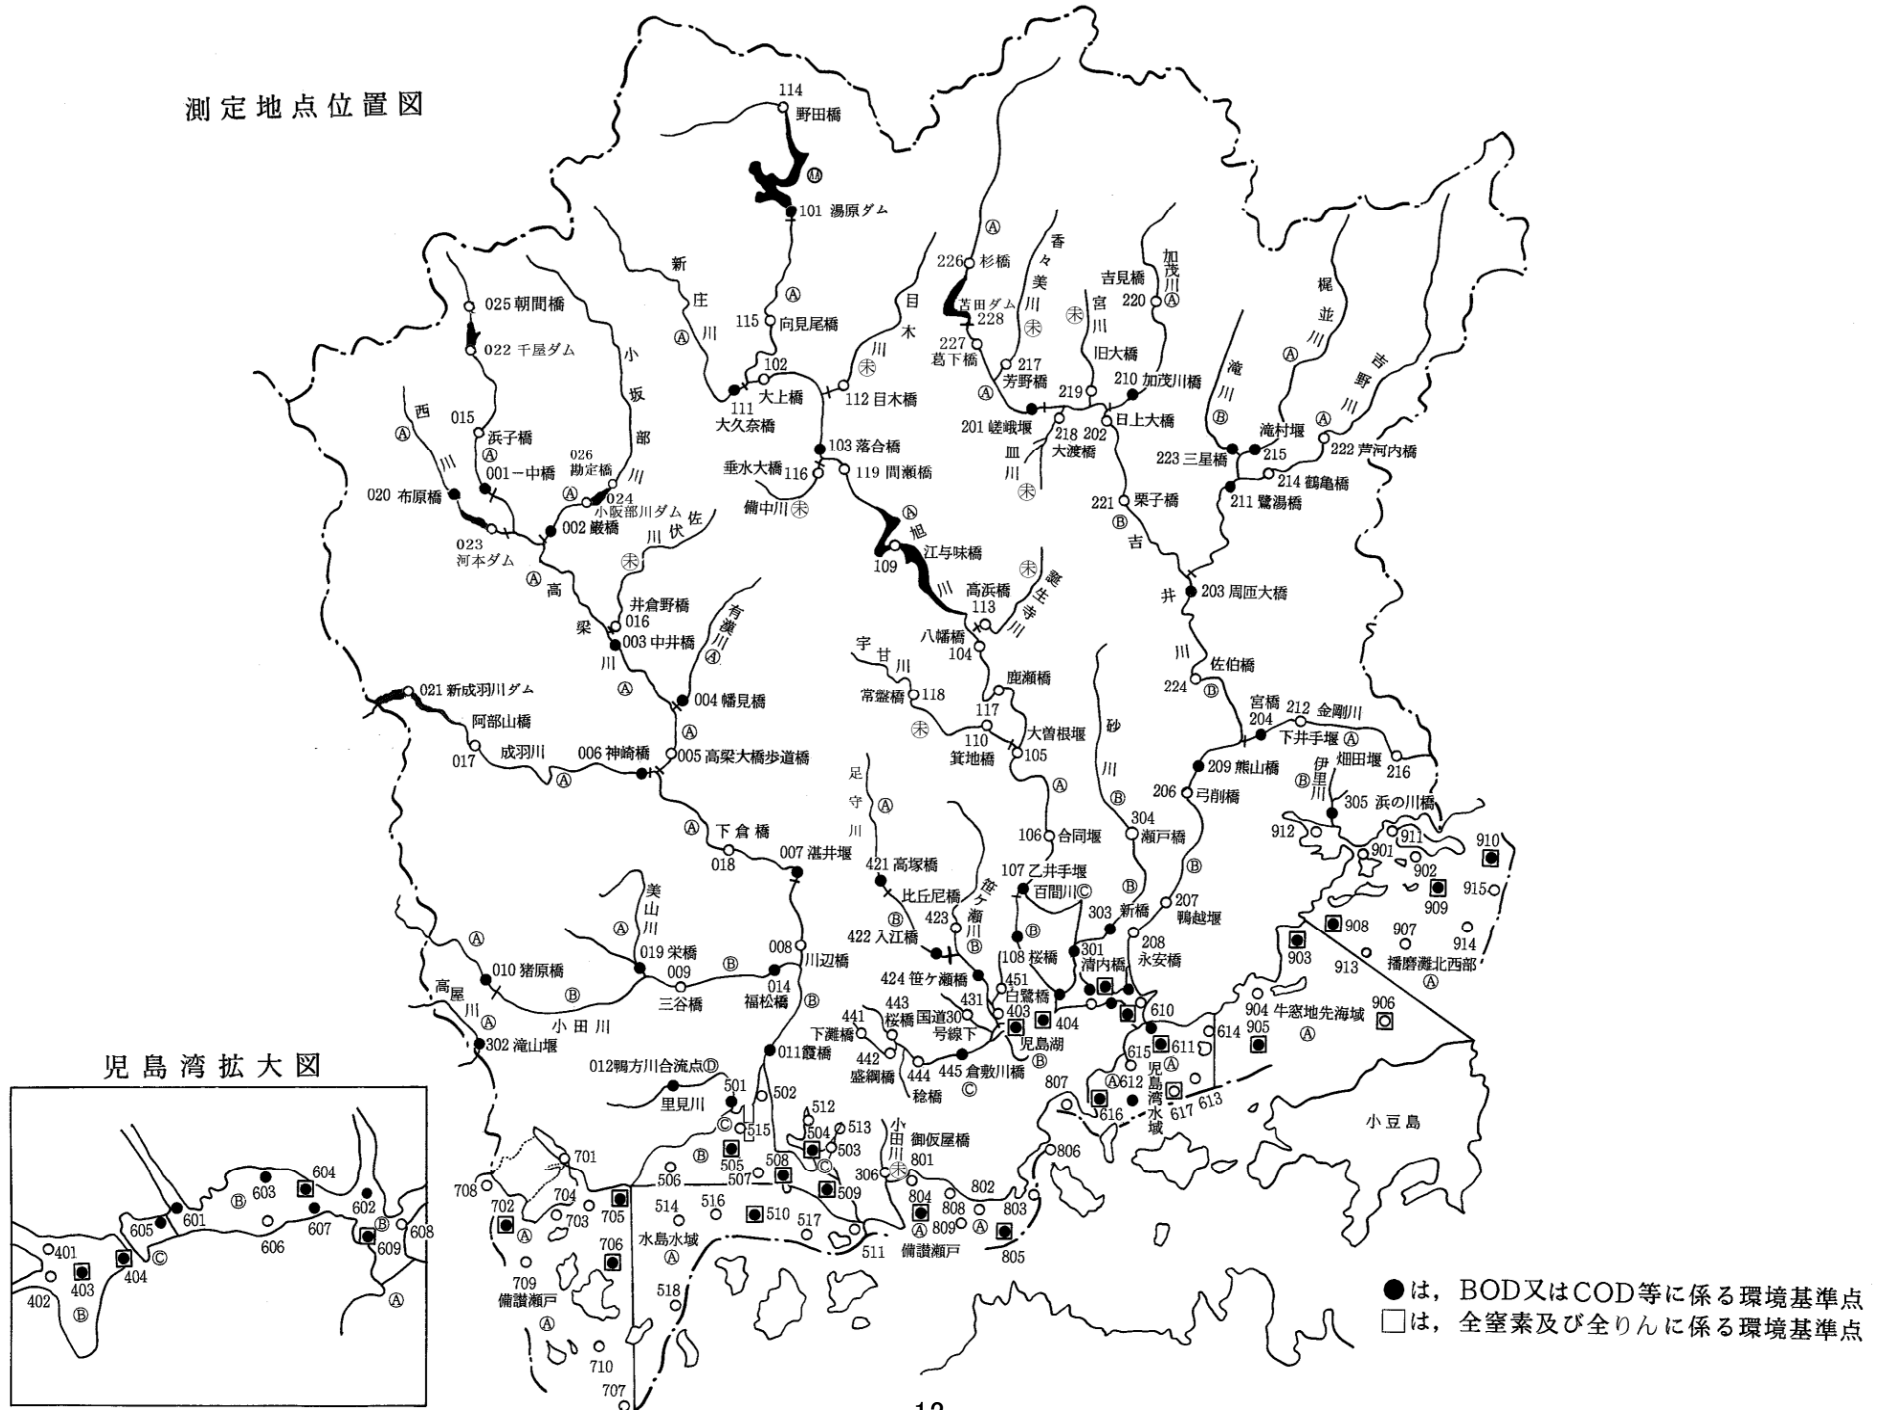 測定地点位置図
114
野田橋
AA
101 湯原ダム
新庄川
A
115 向見尾橋
A
102
大上橋
111
大久奈橋
目木川
未
112 目木橋
103 落合橋
垂水大橋
116
119 間瀬橋
備中川 未
A
旭川
109
江与味橋
高浜橋
113
未
誕生寺川
八幡橋
104
宇甘川
常盤橋 118
未
鹿瀬橋
117
110
箕地橋
大曽根堰
105
A
106 合同堰
107 乙井手堰
百間川 C
B
108 桜橋
226 杉橋
A
苫田ダム
228
227
葛下橋
香々美川
未
217
芳野橋
A
201 嵯峨堰
218
大渡橋
皿川
未
宮川
未
旧大橋
219
吉見橋
220
加茂川
A
210 加茂川橋
202
日上大橋
221 栗子橋
B
吉井川
滝川
B
梶並川
A
吉野川
A
滝村堰
215
223 三星橋
222 芦河内橋
214 鶴亀橋
211 鷺湯橋
203 周匝大橋
佐伯橋
224
B
宮橋
204
212 金剛川
下井手堰 A
216
畑田堰
209 熊山橋
206 弓削橋
伊里川
B
305 浜の川橋
B
207
鴨越堰
208
永安橋
砂川
B
304
瀬戸橋
B
303
新橋
301
清内橋
025 朝間橋
022 千屋ダム
015
浜子橋
A
001 一中橋
西川
A
020 布原橋
023
河本ダム
小坂部川
026
勘定橋
A
024
小阪部川ダム
002 巌橋
佐伏川
未
A
高梁川
井倉野橋
016
003 中井橋
有漢川
A
A
004 幡見橋
A
005 高梁大橋歩道橋
021 新成羽川ダム
阿部山橋
017
成羽川
A
006 神崎橋
A
下倉橋
018
007 湛井堰
美山川
A
019 栄橋
009
三谷橋
B
008
川辺橋
014
福松橋
B
A
010 猪原橋
B
小田川
高屋川
A
302 滝山堰
011 霞橋
012 鴨方川合流点 D
里見川
足守川
A
421 高塚橋
B
422 入江橋
比丘尼橋
423
笹ヶ瀬川
B
424 笹ケ瀬橋
451
白鷺橋
431
国道30
号線下
443
桜橋
441
下灘橋
442
盛綱橋
444
稔橋
445 倉敷川橋
C
403
404
児島湖
B
501
502
C
515
B
505
506
507
508
512
504
513
503
C
509
510
514
516
517
511
水島水域
A
518
小田川
未
306
御仮屋橋
801
802
803
804
808
809
A
A
805
806
807
備讃瀬戸
701
702
703
704
705
706
708
A
709
備讃瀬戸
A
710
707
610
611
A
612
613
614
615
A
616
617
児島湾水域
904 牛窓地先海域
905
A
906
903
908
907
913
914
播磨灘北西部
A
912
911
901
902
909
910
915
小豆島
児島湾拡大図
401
402
403
404
B
C
605
601
B
603
604
606
607
602
B
609
608
A
●は，BOD又はCOD等に係る環境基準点
□は，全窒素及び全りんに係る環境基準点